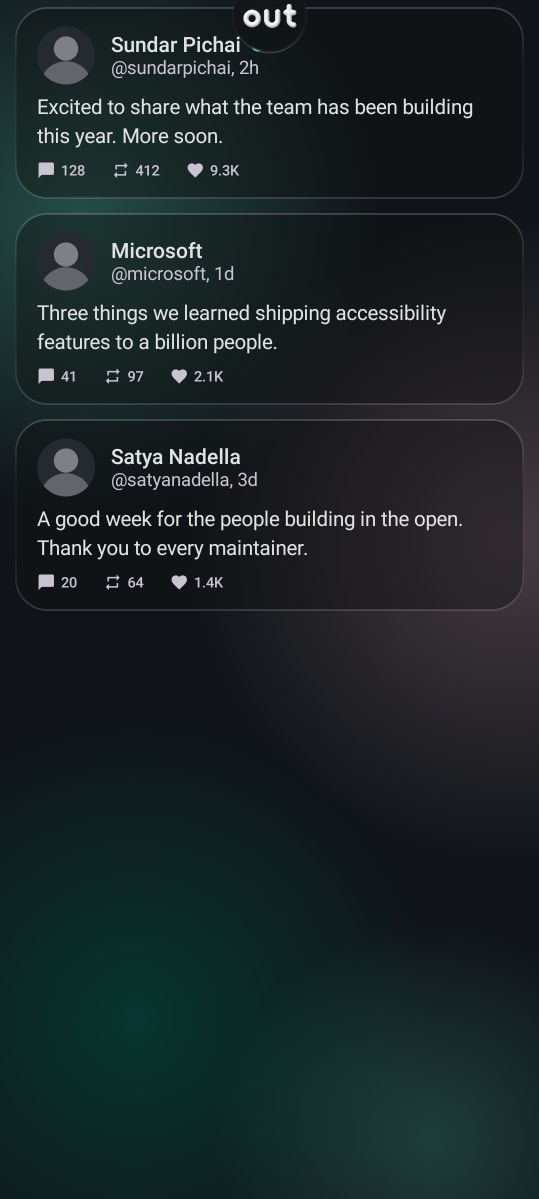 out
Sundar Pichai
@sundarpichai, 2h
Excited to share what the team has been building
this year. More soon.
128 412 9.3K
Microsoft
@microsoft, 1d
Three things we learned shipping accessibility
features to a billion people.
41 97 2.1K
Satya Nadella
@satyanadella, 3d
A good week for the people building in the open.
Thank you to every maintainer.
20 64 1.4K